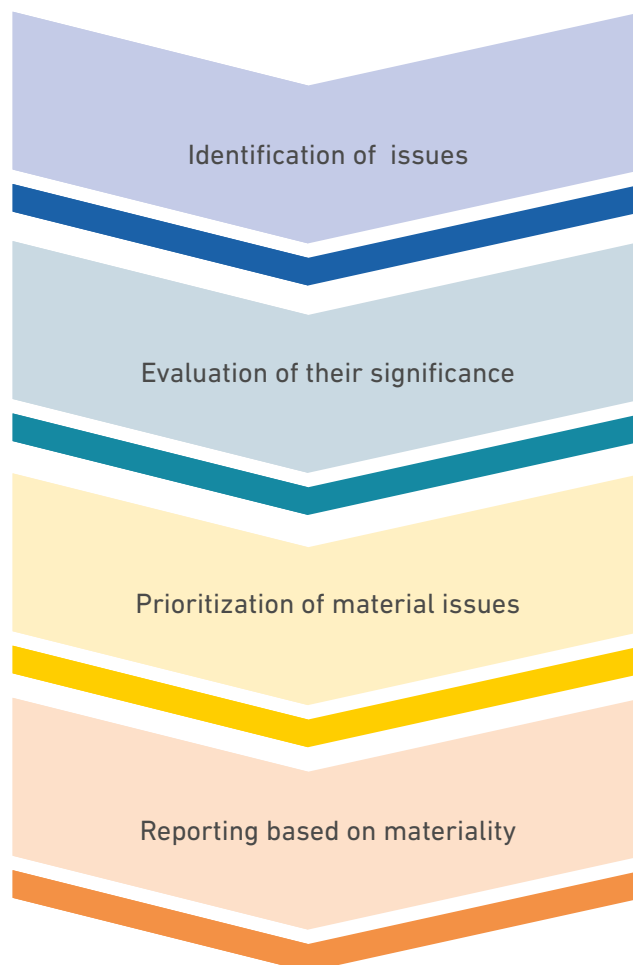 Identification of issues
Evaluation of their significance
Prioritization of material issues
Reporting based on materiality